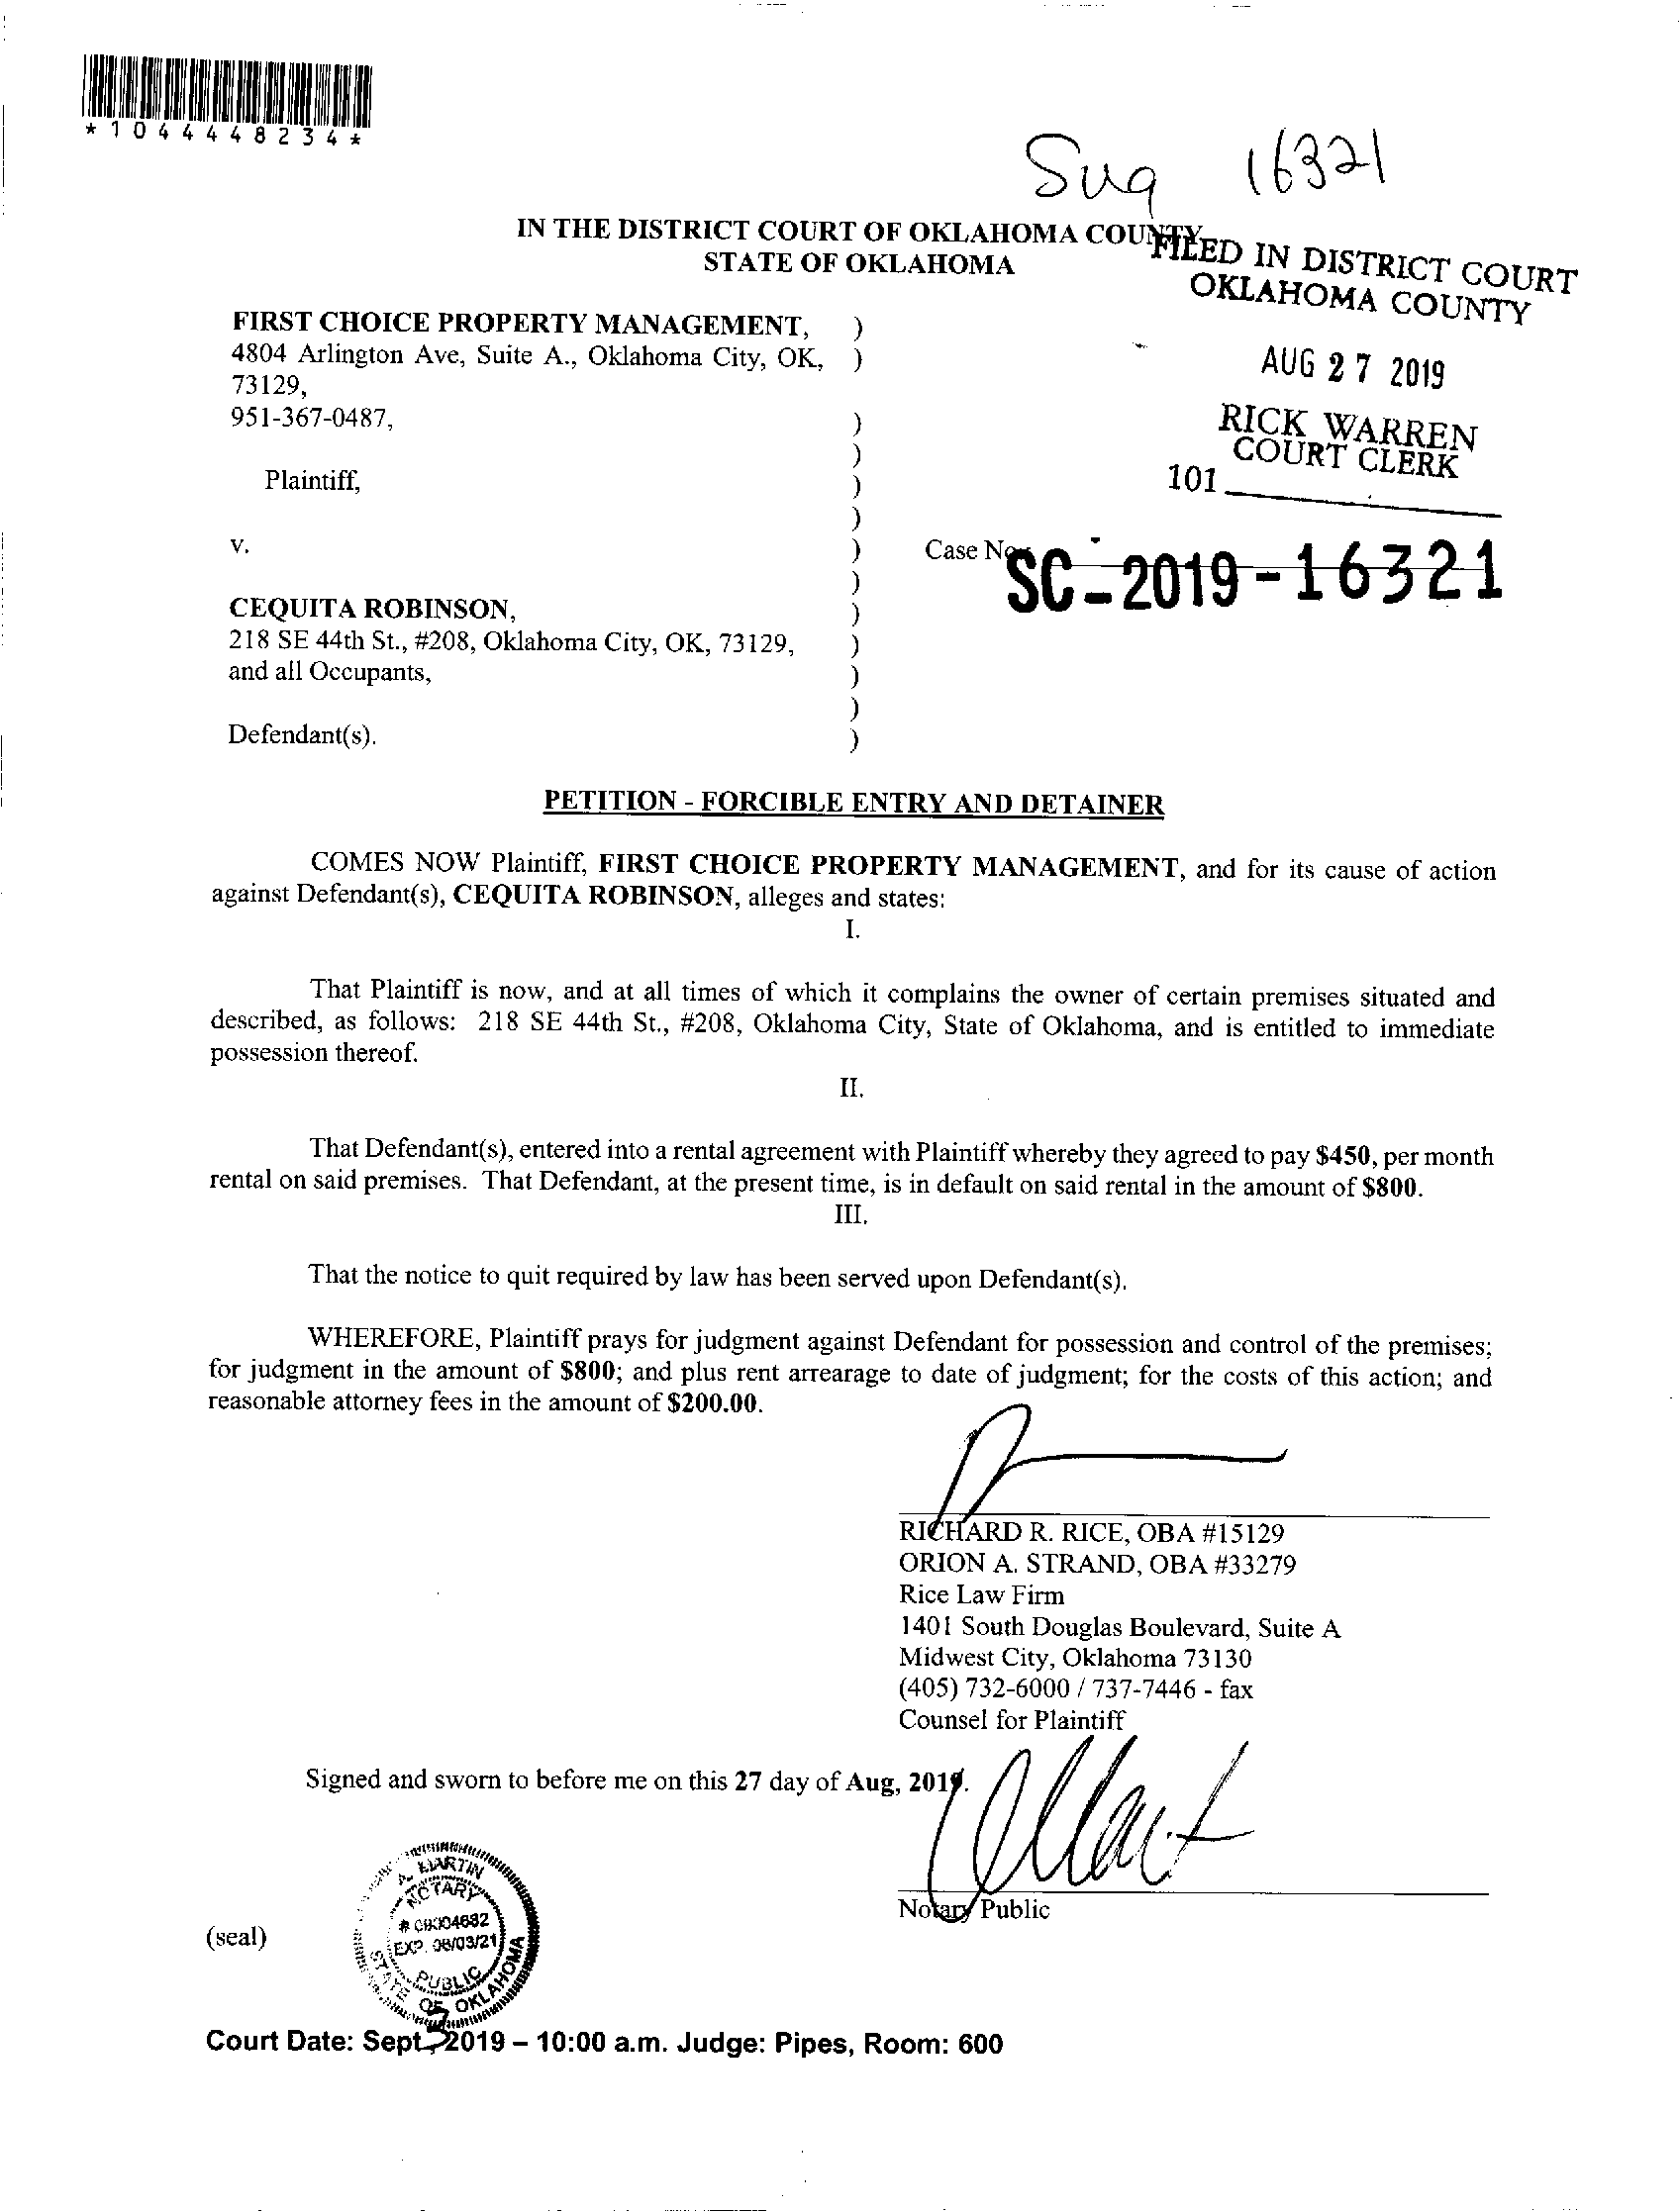 *1044448234*
16321
IN THE DISTRICT COURT OF OKLAHOMA COUNTY
STATE OF OKLAHOMA
FILED IN DISTRICT COURT
OKLAHOMA COUNTY
AUG 27 2019
RICK WARREN
COURT CLERK
101
FIRST CHOICE PROPERTY MANAGEMENT, )
4804 Arlington Ave, Suite A., Oklahoma City, OK, )
73129,
951-367-0487, )
)
Plaintiff, )
)
v. )
)
CEQUITA ROBINSON, )
218 SE 44th St., #208, Oklahoma City, OK, 73129, )
and all Occupants, )
)
Defendant(s). )
Case No. SC-2019-16321
PETITION - FORCIBLE ENTRY AND DETAINER
COMES NOW Plaintiff, FIRST CHOICE PROPERTY MANAGEMENT, and for its cause of action
against Defendant(s), CEQUITA ROBINSON, alleges and states:
I.
That Plaintiff is now, and at all times of which it complains the owner of certain premises situated and
described, as follows: 218 SE 44th St., #208, Oklahoma City, State of Oklahoma, and is entitled to immediate
possession thereof.
II.
That Defendant(s), entered into a rental agreement with Plaintiff whereby they agreed to pay $450, per month
rental on said premises. That Defendant, at the present time, is in default on said rental in the amount of $800.
III.
That the notice to quit required by law has been served upon Defendant(s).
WHEREFORE, Plaintiff prays for judgment against Defendant for possession and control of the premises;
for judgment in the amount of $800; and plus rent arrearage to date of judgment; for the costs of this action; and
reasonable attorney fees in the amount of $200.00.
RICHARD R. RICE, OBA #15129
ORION A. STRAND, OBA #33279
Rice Law Firm
1401 South Douglas Boulevard, Suite A
Midwest City, Oklahoma 73130
(405) 732-6000 / 737-7446 - fax
Counsel for Plaintiff
Signed and sworn to before me on this 27 day of Aug, 2019.
Notary Public
(seal)
A. MARTIN
NOTARY
EXP. 08/03/21
PUBLIC
STATE OF OKLAHOMA
Court Date: Sept 2019 – 10:00 a.m. Judge: Pipes, Room: 600